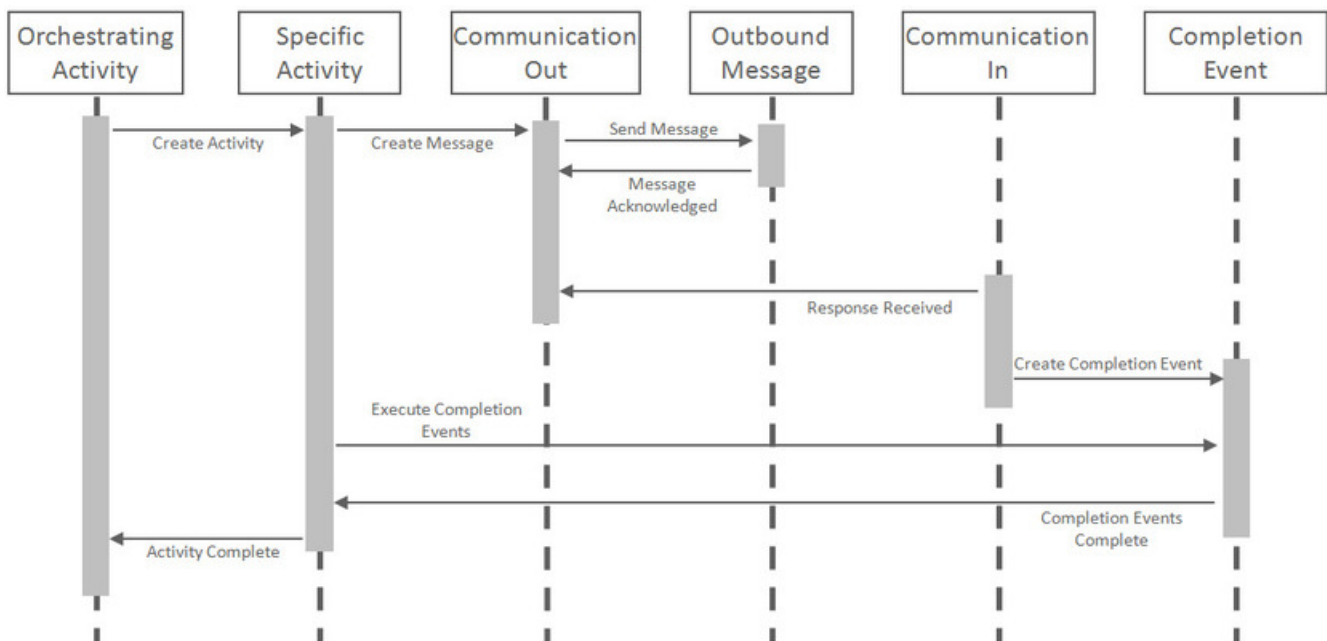 Orchestrating
Activity
Specific
Activity
Communication
Out
Outbound
Message
Communication
In
Completion
Event
Create Activity
Create Message
Send Message
Message
Acknowledged
Response Received
Create Completion Event
Execute Completion
Events
Completion Events
Complete
Activity Complete